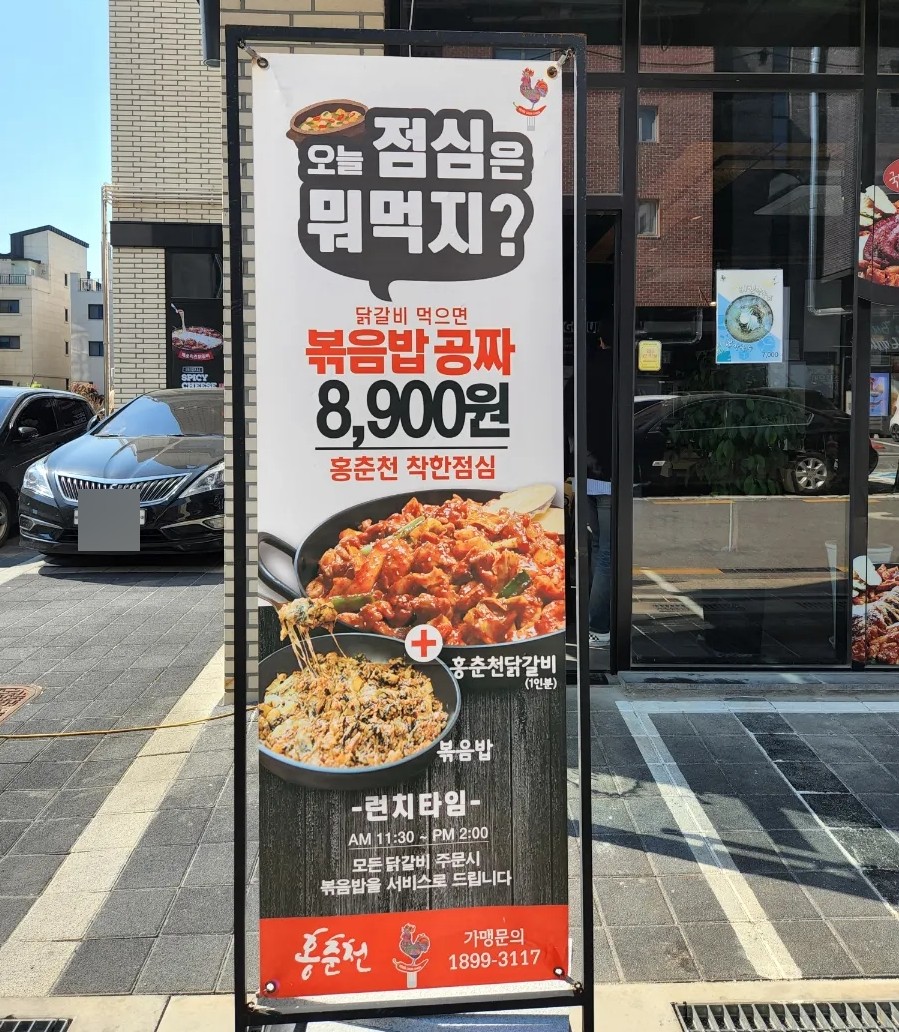 오늘 점심은
뭐먹지?
닭갈비 먹으면
볶음밥 공짜
8,900원
홍춘천 착한점심
홍춘천닭갈비
(1인분)
볶음밥
-런치타임-
AM 11:30 ~ PM 2:00
모든 닭갈비 주문시
볶음밥을 서비스로 드립니다
홍춘천
가맹문의
1899-3117
SPICY
CHEESE
7,000